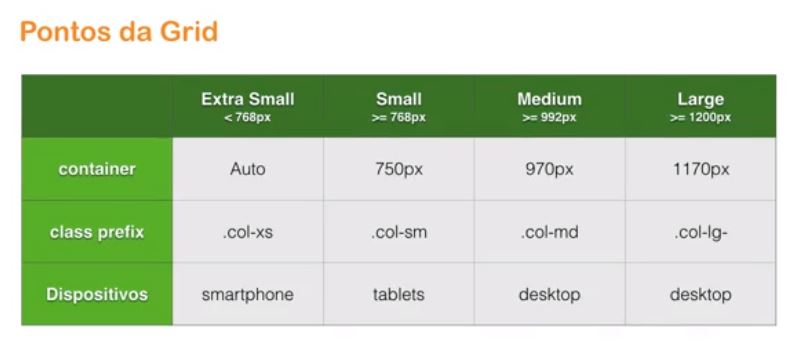 Pontos da Grid
Extra Small Small Medium Large
< 768px >= 768px >= 992px >= 1200px
container Auto 750px 970px 1170px
class prefix .col-xs .col-sm .col-md .col-lg-
Dispositivos smartphone tablets desktop desktop